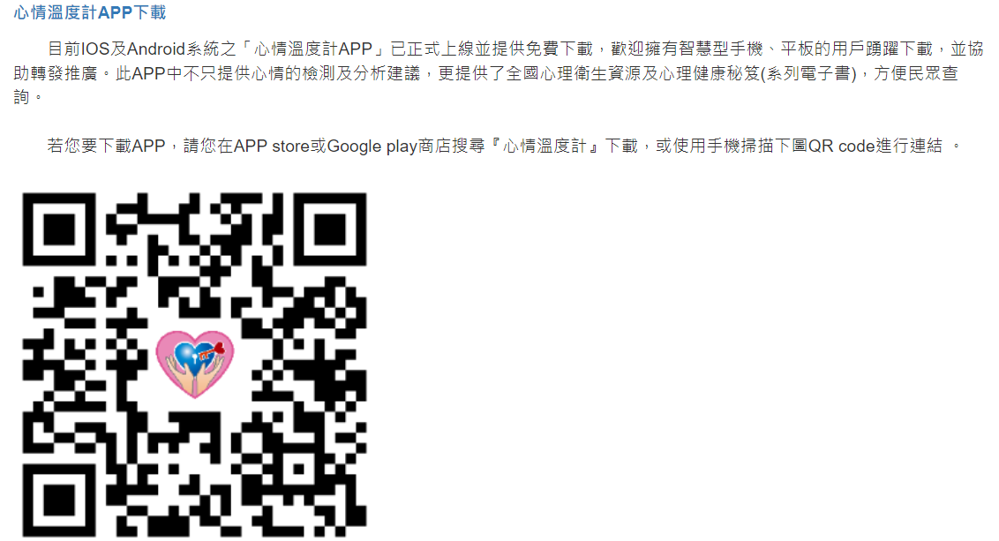 心情溫度計APP下載
目前IOS及Android系統之「心情溫度計APP」已正式上線並提供免費下載，歡迎擁有智慧型手機、平板的用戶踴躍下載，並協
助轉發推廣。此APP中不只提供心情的檢測及分析建議，更提供了全國心理衛生資源及心理健康秘笈(系列電子書)，方便民眾查
詢。
若您要下載APP，請您在APP store或Google play商店搜尋『心情溫度計』下載，或使用手機掃描下圖QR code進行連結 。